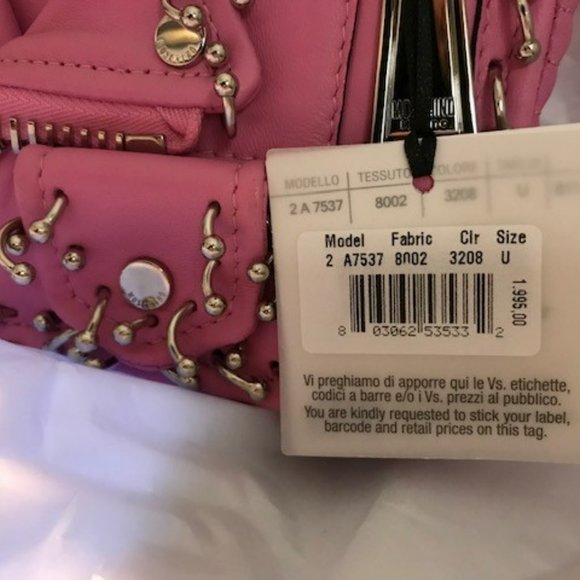 MOSCHINO
MOSCHINO
MODELLO TESSUTO COLORI
2 A 7537 8002 3208 U
Model Fabric Clr Size
2 A7537 8002 3208 U
1.995,00
8 03062 53533 2
Vi preghiamo di apporre qui le Vs. etichette,
codici a barre e/o i Vs. prezzi al pubblico.
You are kindly requested to stick your label,
barcode and retail prices on this tag.